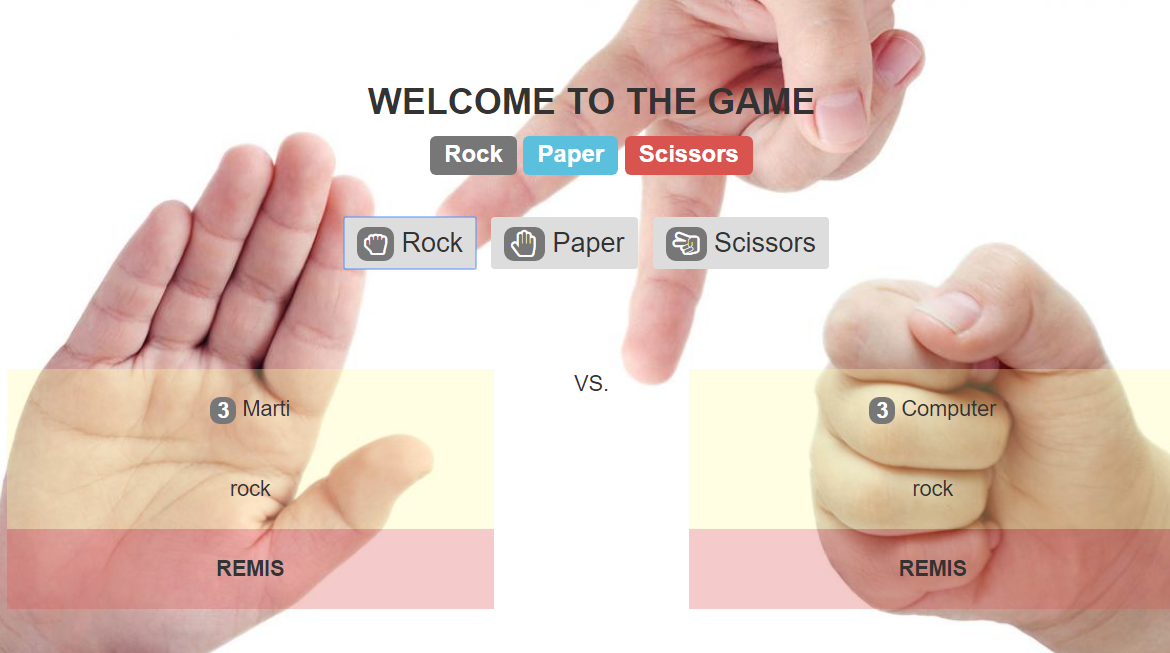 WELCOME TO THE GAME
Rock Paper Scissors
Rock Paper Scissors
VS.
3 Marti
rock
REMIS
3 Computer
rock
REMIS